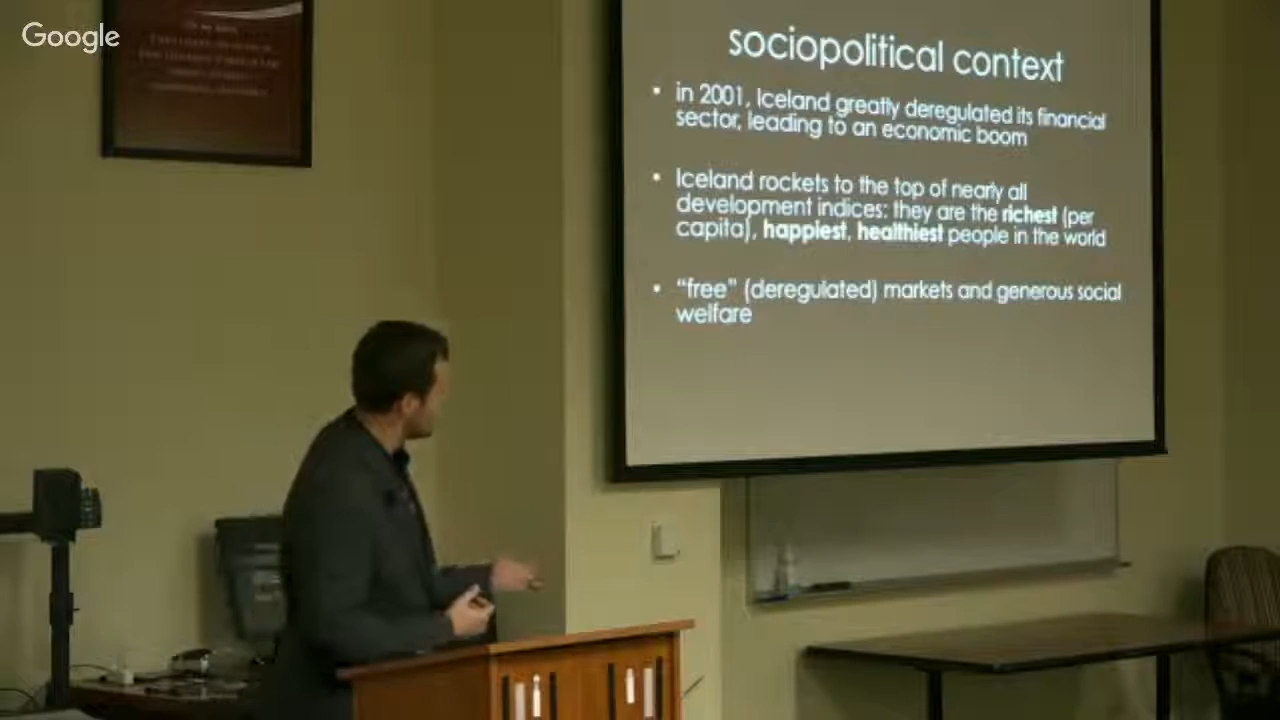 Google
sociopolitical context
• in 2001, Iceland greatly deregulated its financial
sector, leading to an economic boom
• Iceland rockets to the top of nearly all
development indices: they are the richest (per
capita), happiest, healthiest people in the world
• “free” (deregulated) markets and generous social
welfare